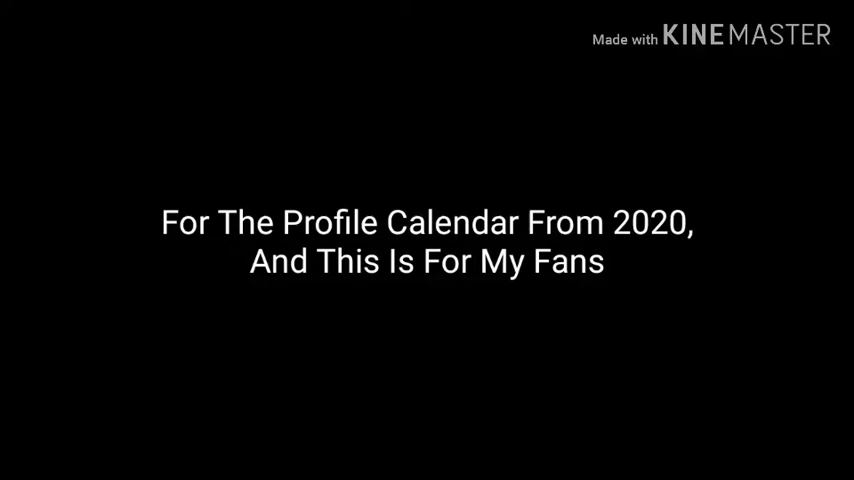 Made with KINEMASTER
For The Profile Calendar From 2020,
And This Is For My Fans